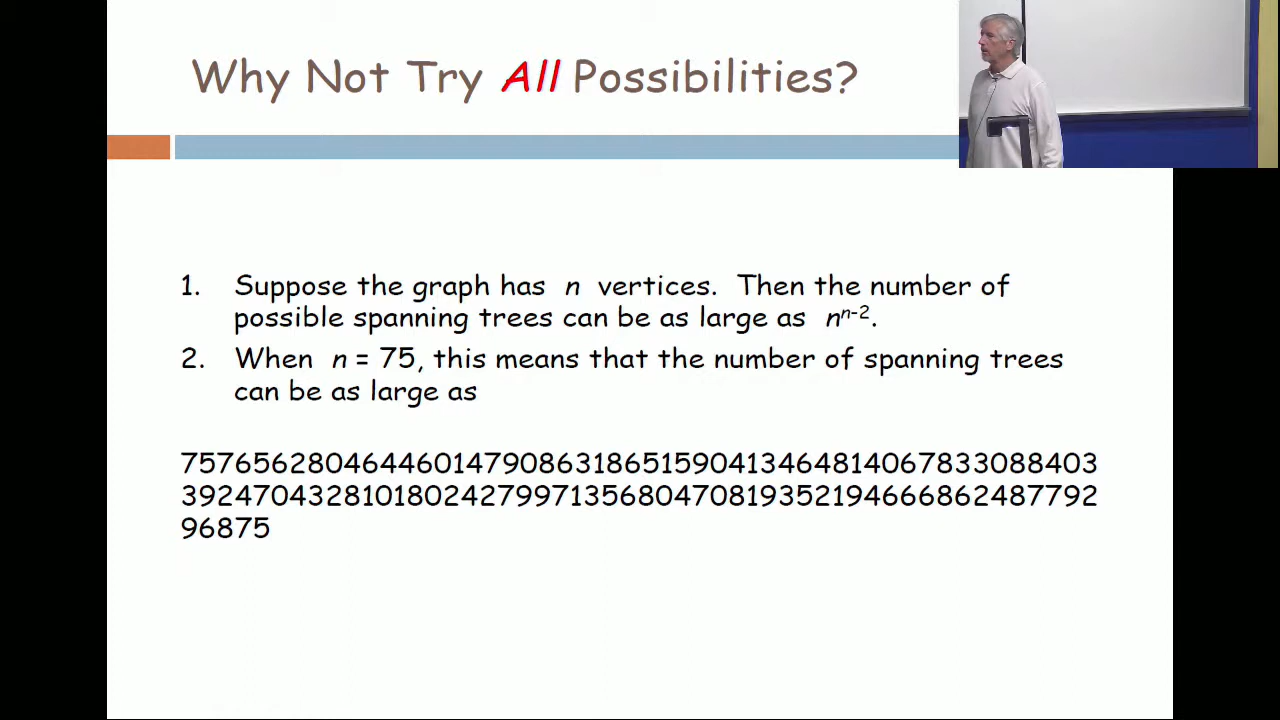 Why Not Try All Possibilities?
1. Suppose the graph has n vertices. Then the number of
possible spanning trees can be as large as n^{n-2}.
2. When n = 75, this means that the number of spanning trees
can be as large as
7576562804644601479086318651590413464814067833088403
3924704328101802427997135680470819352194666862487792
96875